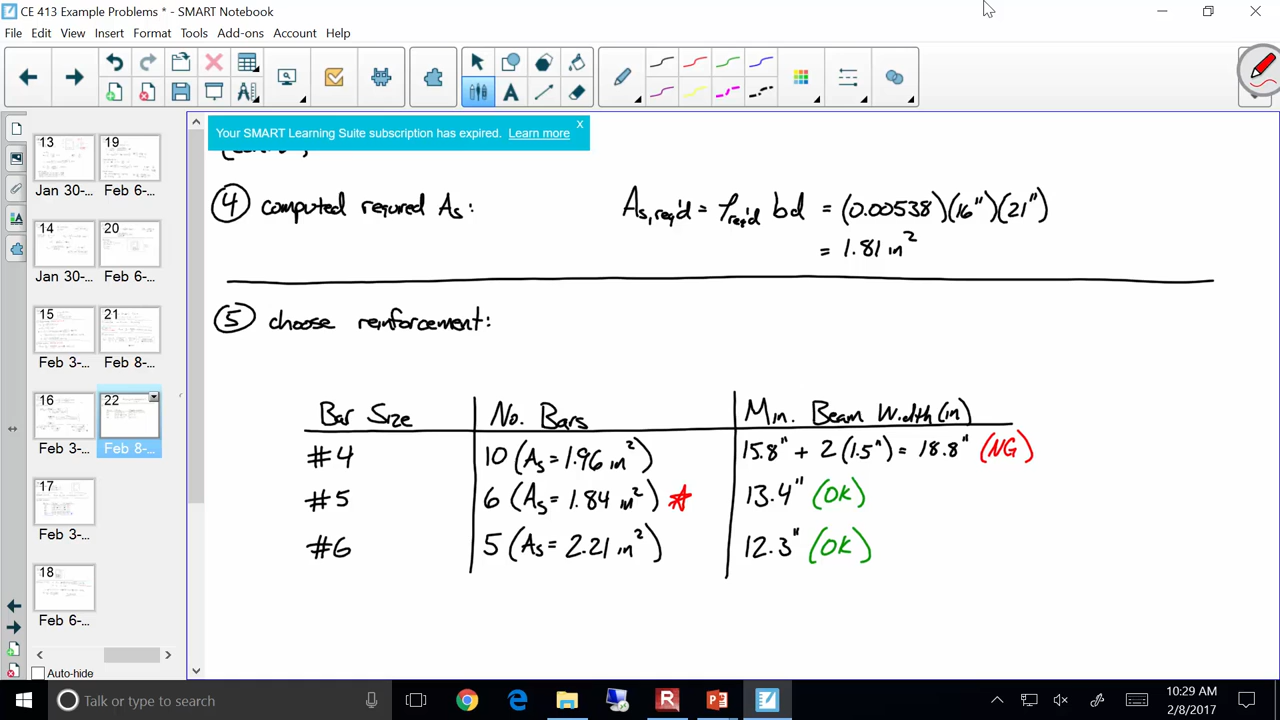 CE 413 Example Problems * - SMART Notebook
File Edit View Insert Format Tools Add-ons Account Help
Your SMART Learning Suite subscription has expired. Learn more x
④ computed required As: As,req'd = ρreq'd bd = (0.00538)(16")(21")
= 1.81 in²
⑤ choose reinforcement:
Bar Size No. Bars Min. Beam Width (in)
#4 10 (As = 1.96 in²) 15.8" + 2 (1.5") = 18.8" (NG)
#5 6 (As = 1.84 in²) * 13.4" (OK)
#6 5 (As = 2.21 in²) 12.3" (OK)
13 19
Jan 30- Feb 6-
14 20
Jan 30- Feb 6-
15 21
Feb 3- Feb 8-
16 22
Feb 3- Feb 8-
17
Feb 3-
18
Feb 6-
Auto-hide
Talk or type to search
10:29 AM
2/8/2017